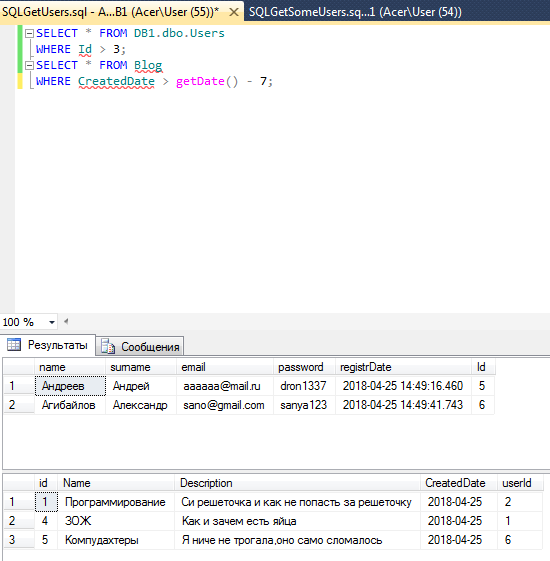 SQLGetUsers.sql - A...B1 (Acer\User (55))* SQLGetSomeUsers.sq...1 (Acer\User (54))
SELECT * FROM DB1.dbo.Users
WHERE Id > 3;
SELECT * FROM Blog
WHERE CreatedDate > getDate() - 7;
100 %
Результаты Сообщения
name surname email password registrDate Id
1 Андреев Андрей aaaaaa@mail.ru dron1337 2018-04-25 14:49:16.460 5
2 Агибайлов Александр sano@gmail.com sanya123 2018-04-25 14:49:41.743 6
id Name Description CreatedDate userId
1 1 Программирование Си решеточка и как не попасть за решеточку 2018-04-25 2
2 4 ЗОЖ Как и зачем есть яйца 2018-04-25 1
3 5 Компудахтеры Я ниче не трогала,оно само сломалось 2018-04-25 6